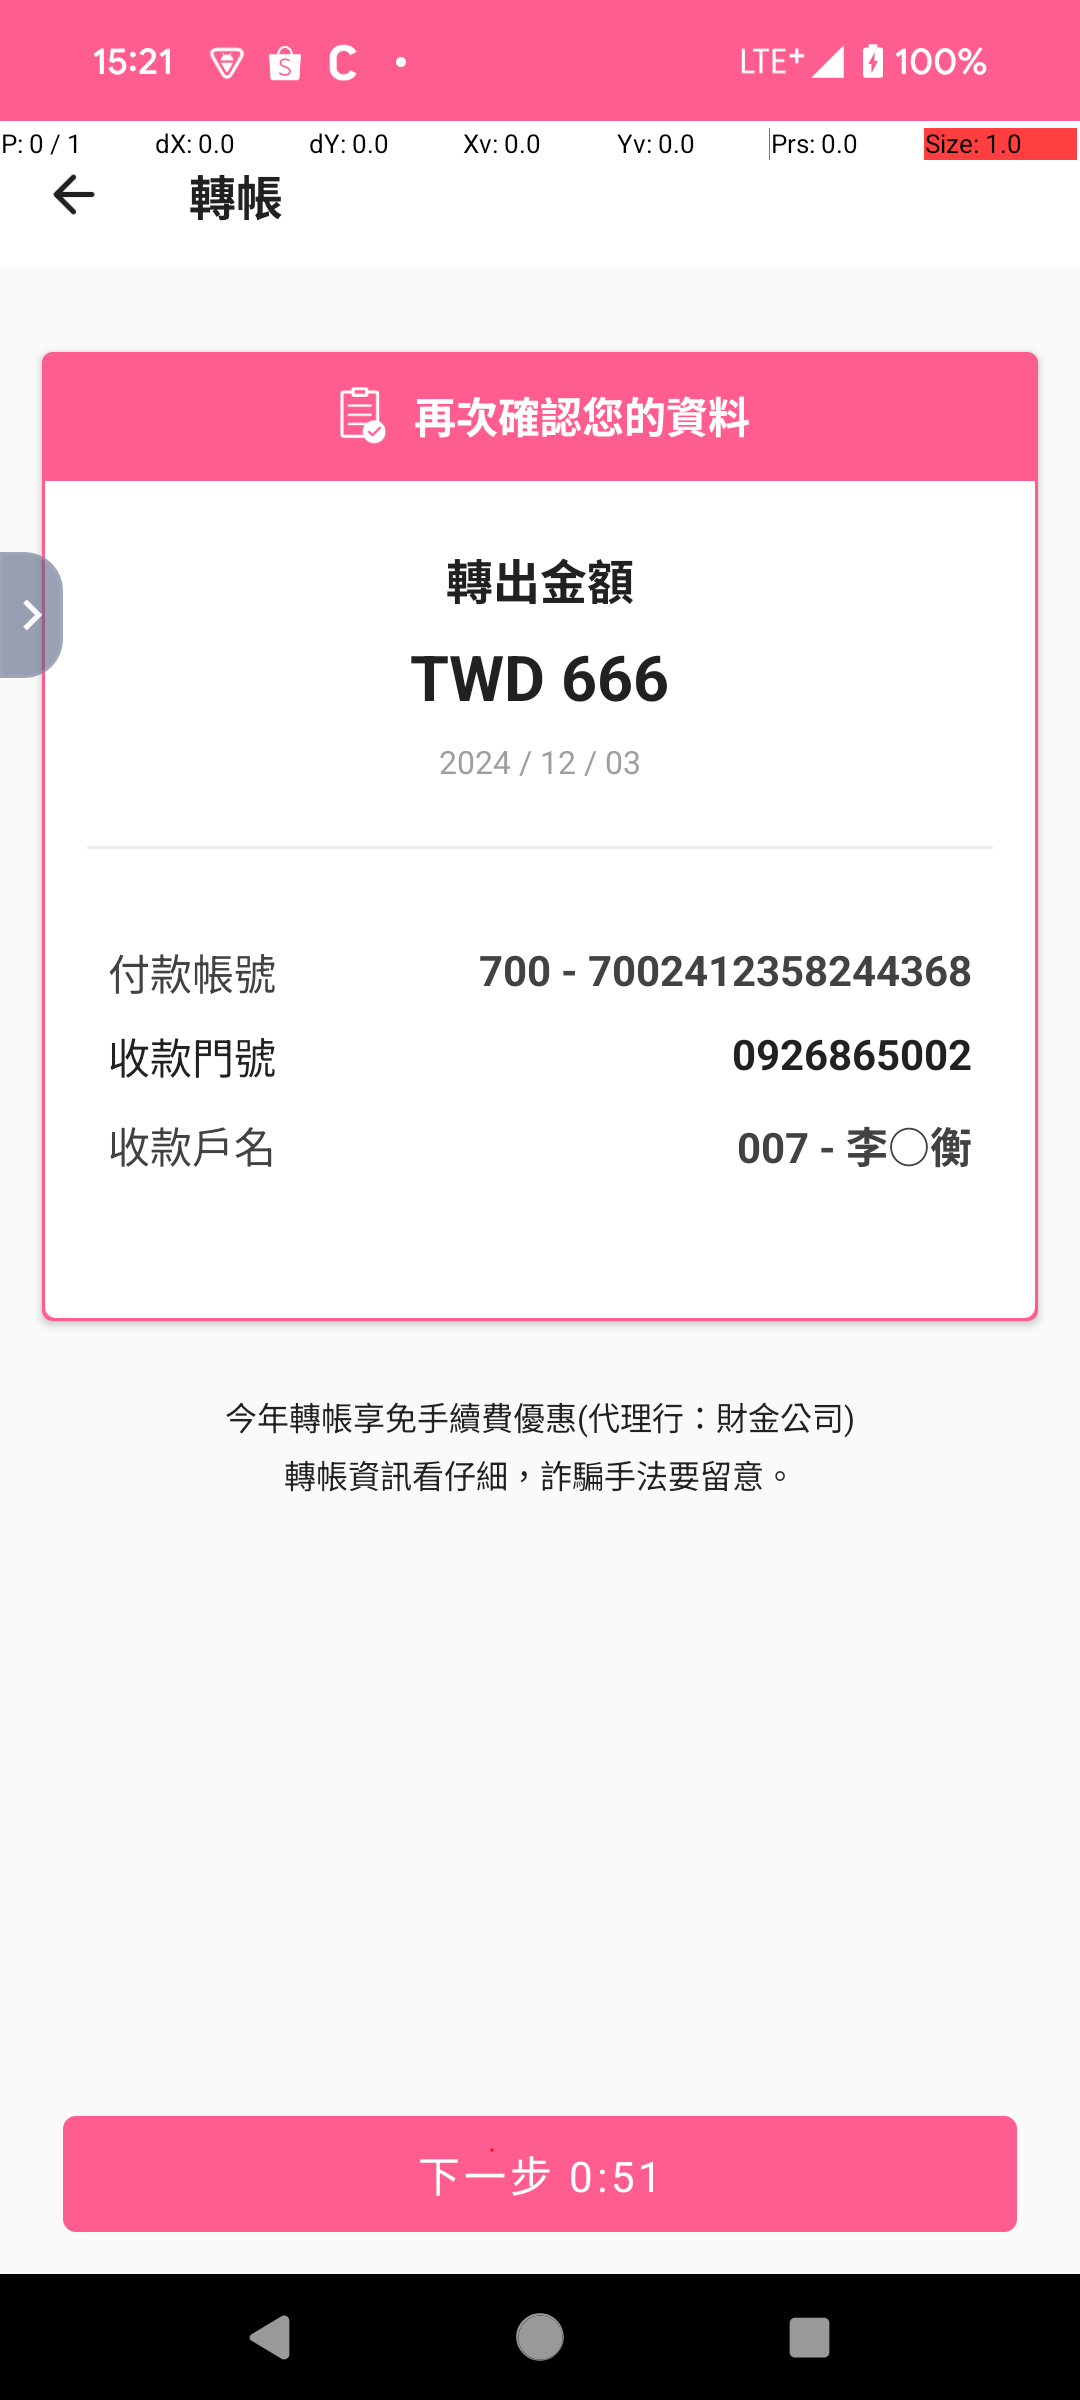 15:21 LTE+ 100%
P: 0 / 1 dX: 0.0 dY: 0.0 Xv: 0.0 Yv: 0.0 Prs: 0.0 Size: 1.0
轉帳
再次確認您的資料
轉出金額
TWD 666
2024 / 12 / 03
付款帳號 700 - 7002412358244368
收款門號 0926865002
收款戶名 007 - 李○衡
今年轉帳享免手續費優惠(代理行：財金公司)
轉帳資訊看仔細，詐騙手法要留意。
下一步 0:51